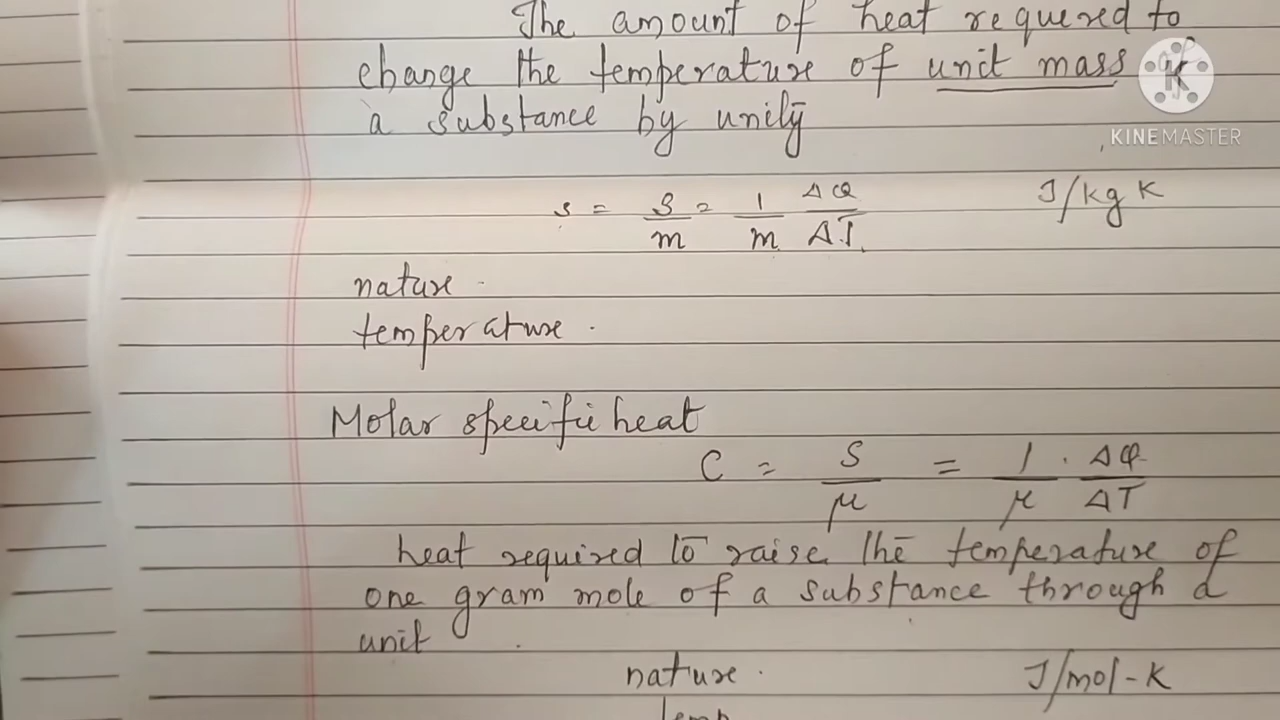 The amount of heat required to
change the temperature of unit mass of
a substance by unity
KINEMASTER
s = S/m = 1/m ΔQ/ΔT. J/kg K
nature.
temperature.
Molar specific heat
C = S/μ = 1/μ . ΔQ/ΔT
heat required to raise the temperature of
one gram mole of a substance through a
unit.
nature. J/mol-K
temp